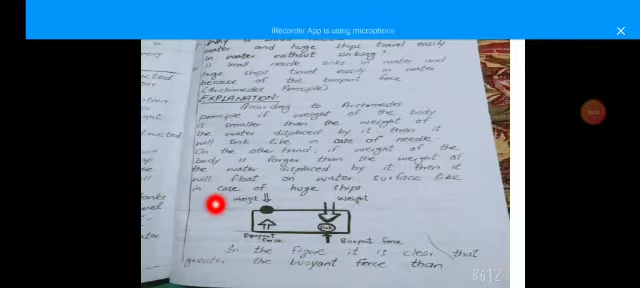 iRecorder App is using microphone
water and huge ships travel easily
in water without sinking?
A small needle sinks in water and
huge ships travel easily in water
because of the buoyant force
(Archimedes Principle)
EXPLANATION:
According to Archimedes
principle if weight of the body
is smaller than the weight of
the water displaced by it then it
will sink like in case of needle.
On the other hand, if weight of the
body is larger than the weight of
the water displaced by it then it
will float on water surface like
in case of huge ships.
Weight Weight
Buoyant Force Buoyant Force
In the figure it is clear that
greater the buoyant force than
B612